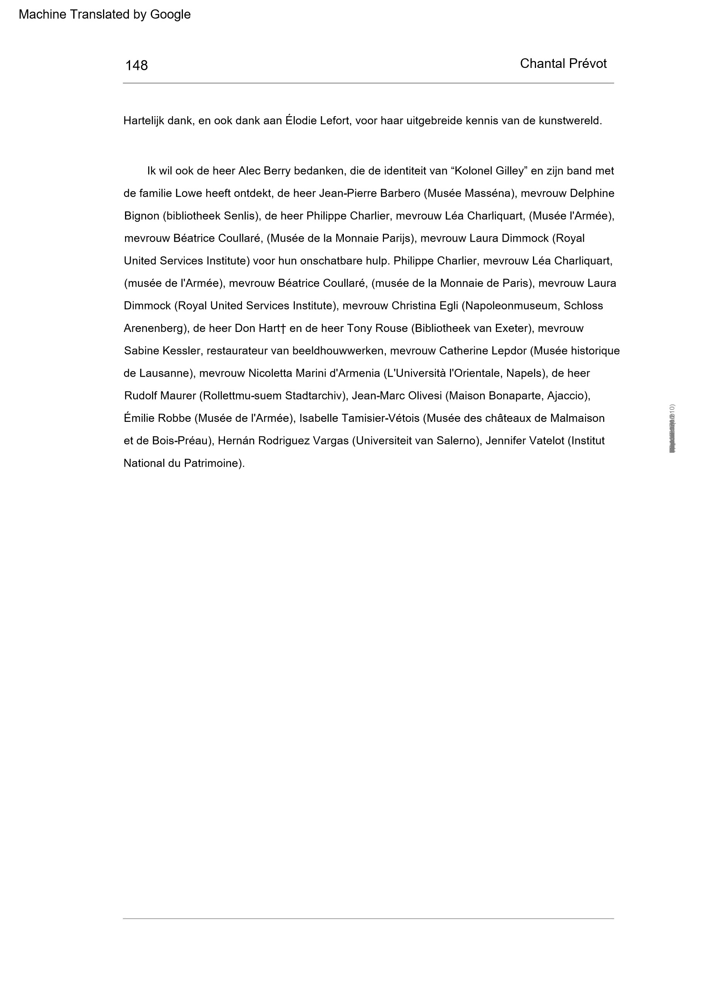 Machine Translated by Google
148
Chantal Prévot
Hartelijk dank, en ook dank aan Élodie Lefort, voor haar uitgebreide kennis van de kunstwereld.
Ik wil ook de heer Alec Berry bedanken, die de identiteit van “Kolonel Gilley” en zijn band met
de familie Lowe heeft ontdekt, de heer Jean-Pierre Barbero (Musée Masséna), mevrouw Delphine
Bignon (bibliotheek Senlis), de heer Philippe Charlier, mevrouw Léa Charliquart, (Musée l'Armée),
mevrouw Béatrice Coullaré, (Musée de la Monnaie Parijs), mevrouw Laura Dimmock (Royal
United Services Institute) voor hun onschatbare hulp. Philippe Charlier, mevrouw Léa Charliquart,
(musée de l'Armée), mevrouw Béatrice Coullaré, (musée de la Monnaie de Paris), mevrouw Laura
Dimmock (Royal United Services Institute), mevrouw Christina Egli (Napoleonmuseum, Schloss
Arenenberg), de heer Don Hart† en de heer Tony Rouse (Bibliotheek van Exeter), mevrouw
Sabine Kessler, restaurateur van beeldhouwwerken, mevrouw Catherine Lepdor (Musée historique
de Lausanne), mevrouw Nicoletta Marini d'Armenia (L'Università l'Orientale, Napels), de heer
Rudolf Maurer (Rollettmu-suem Stadtarchiv), Jean-Marc Olivesi (Maison Bonaparte, Ajaccio),
Émilie Robbe (Musée de l'Armée), Isabelle Tamisier-Vétois (Musée des châteaux de Malmaison
et de Bois-Préau), Hernán Rodriguez Vargas (Universiteit van Salerno), Jennifer Vatelot (Institut
National du Patrimoine).